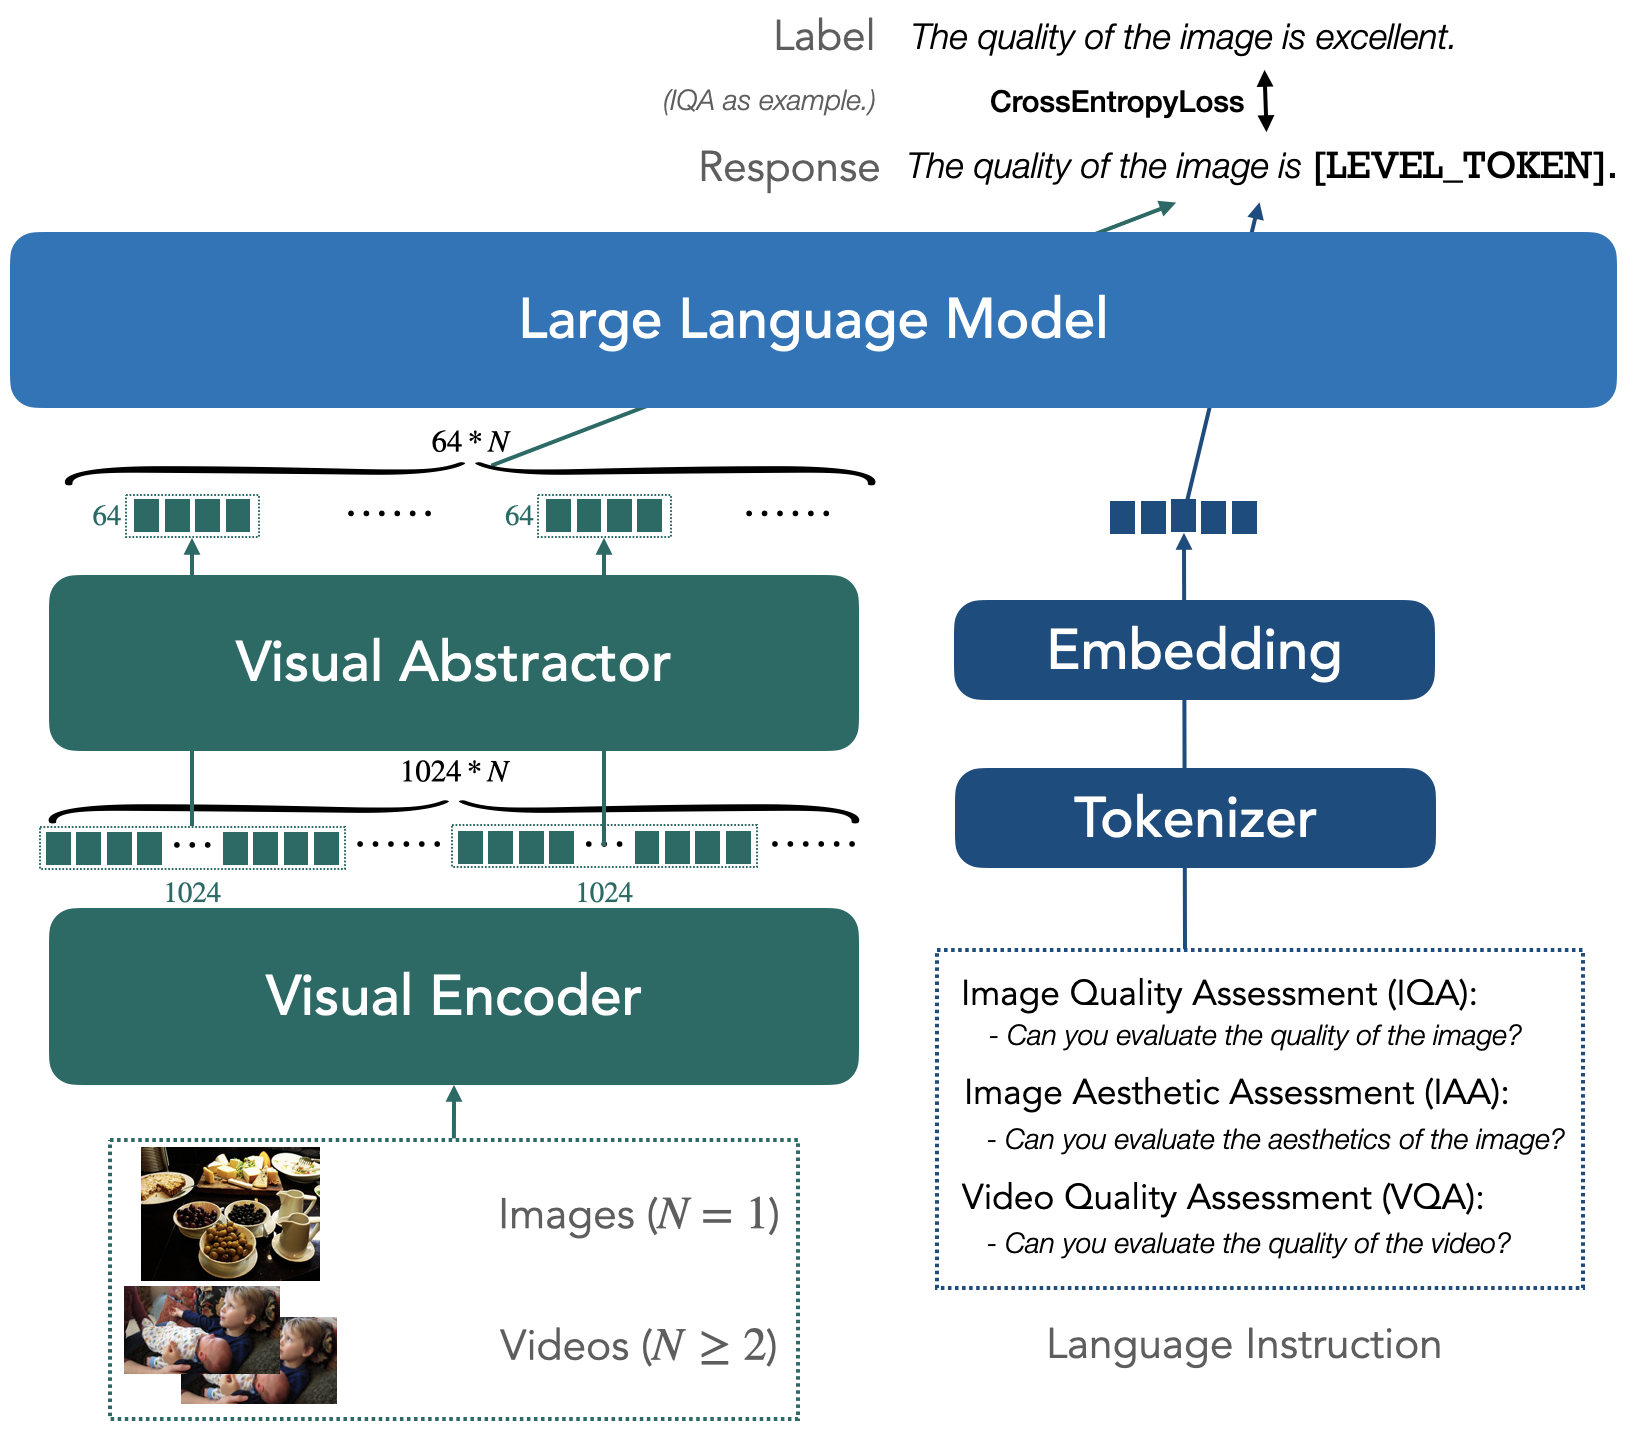 Label The quality of the image is excellent.
(IQA as example.) CrossEntropyLoss
Response The quality of the image is [LEVEL_TOKEN].
Large Language Model
64 * N
64 ······ 64 ······
Visual Abstractor
Embedding
1024 * N
Tokenizer
··· ······ ··· ······
1024 1024
Visual Encoder
Image Quality Assessment (IQA):
- Can you evaluate the quality of the image?
Image Aesthetic Assessment (IAA):
- Can you evaluate the aesthetics of the image?
Video Quality Assessment (VQA):
- Can you evaluate the quality of the video?
Images (N = 1)
Videos (N ≥ 2)
Language Instruction